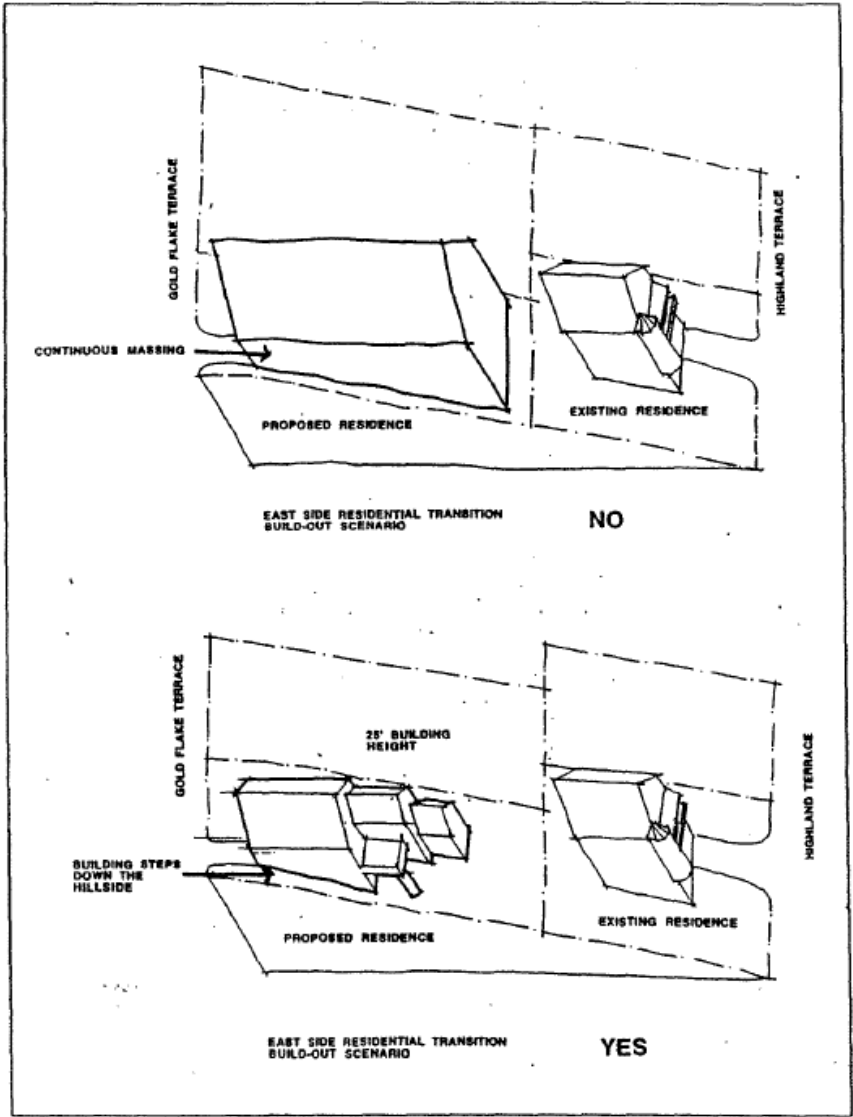 GOLD FLAKE TERRACE
HIGHLAND TERRACE
CONTINUOUS MASSING
PROPOSED RESIDENCE
EXISTING RESIDENCE
EAST SIDE RESIDENTIAL TRANSITION
BUILD-OUT SCENARIO
NO
GOLD FLAKE TERRACE
25' BUILDING
HEIGHT
HIGHLAND TERRACE
BUILDING STEPS
DOWN THE
HILLSIDE
PROPOSED RESIDENCE
EXISTING RESIDENCE
EAST SIDE RESIDENTIAL TRANSITION
BUILD-OUT SCENARIO
YES